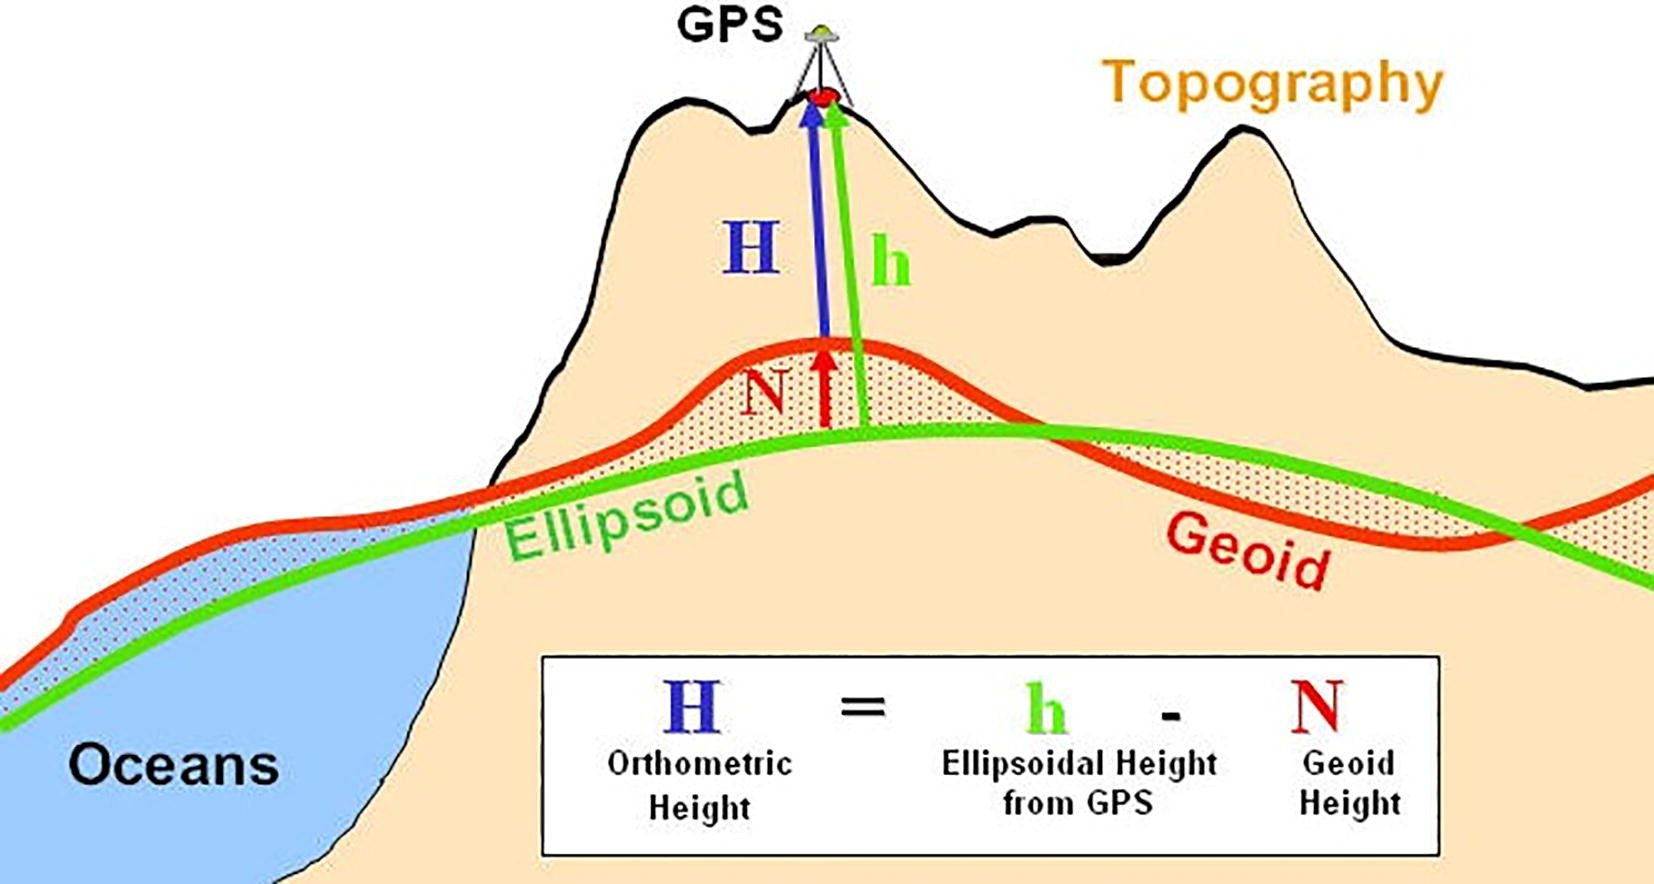 GPS
Topography
H
h
N
Ellipsoid
Geoid
Oceans
H = h - N
Orthometric Height
Ellipsoidal Height from GPS
Geoid Height